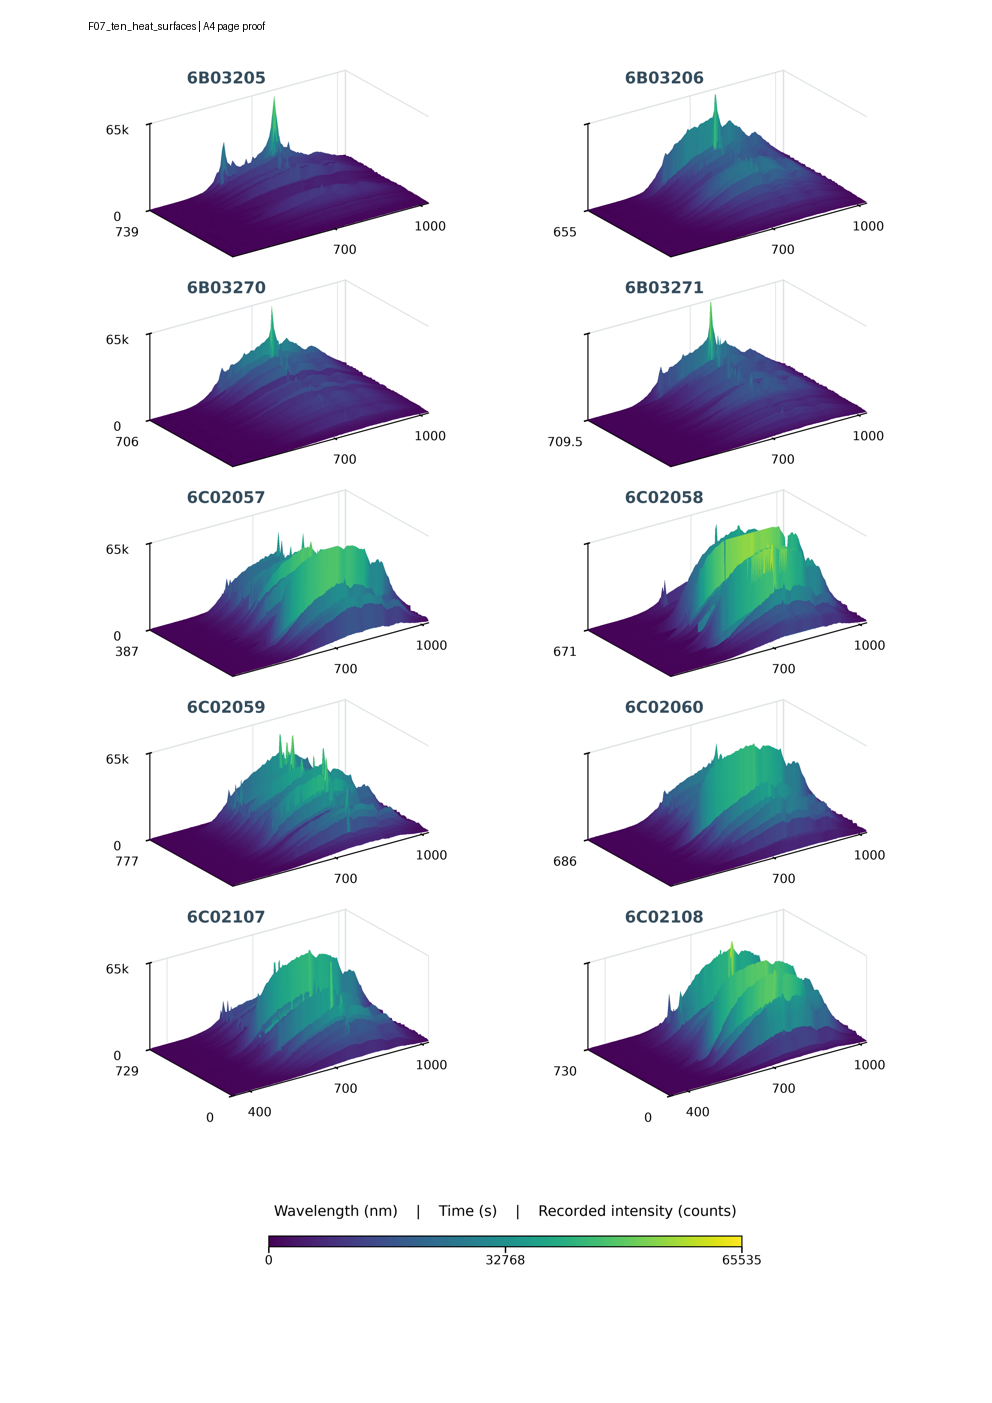 F07_ten_heat_surfaces | A4 page proof
6B03205
6B03206
65k
0
739
700
1000
655
700
1000
6B03270
6B03271
65k
0
706
700
1000
709.5
700
1000
6C02057
6C02058
65k
0
387
700
1000
671
700
1000
6C02059
6C02060
65k
0
777
700
1000
686
700
1000
6C02107
6C02108
65k
0
729
0
400
700
1000
730
0
400
700
1000
Wavelength (nm) | Time (s) | Recorded intensity (counts)
0 32768 65535